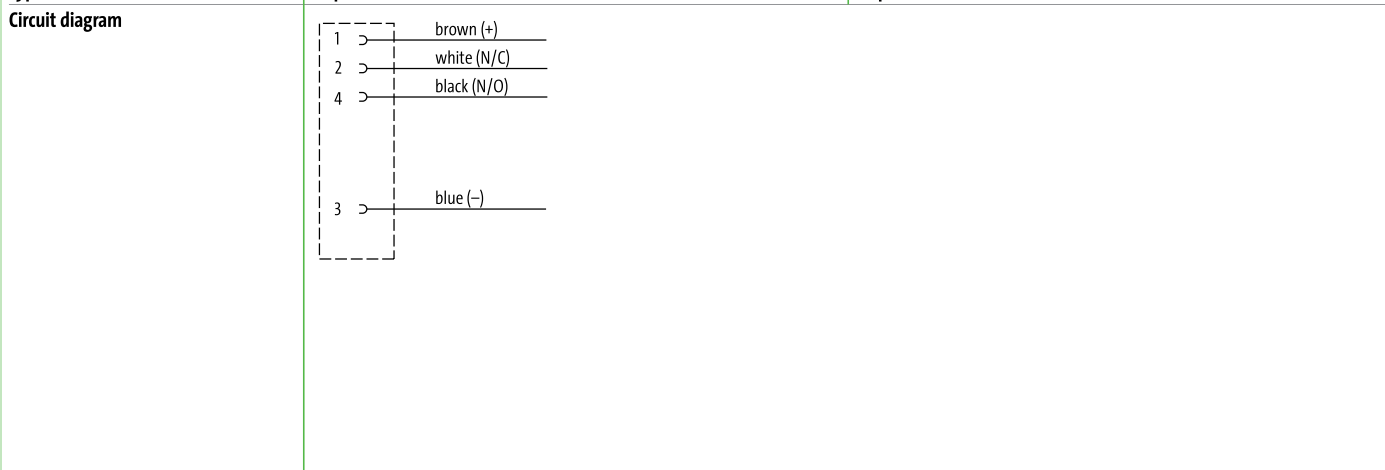 Circuit diagram
1 brown (+)
2 white (N/C)
4 black (N/O)
3 blue (–)